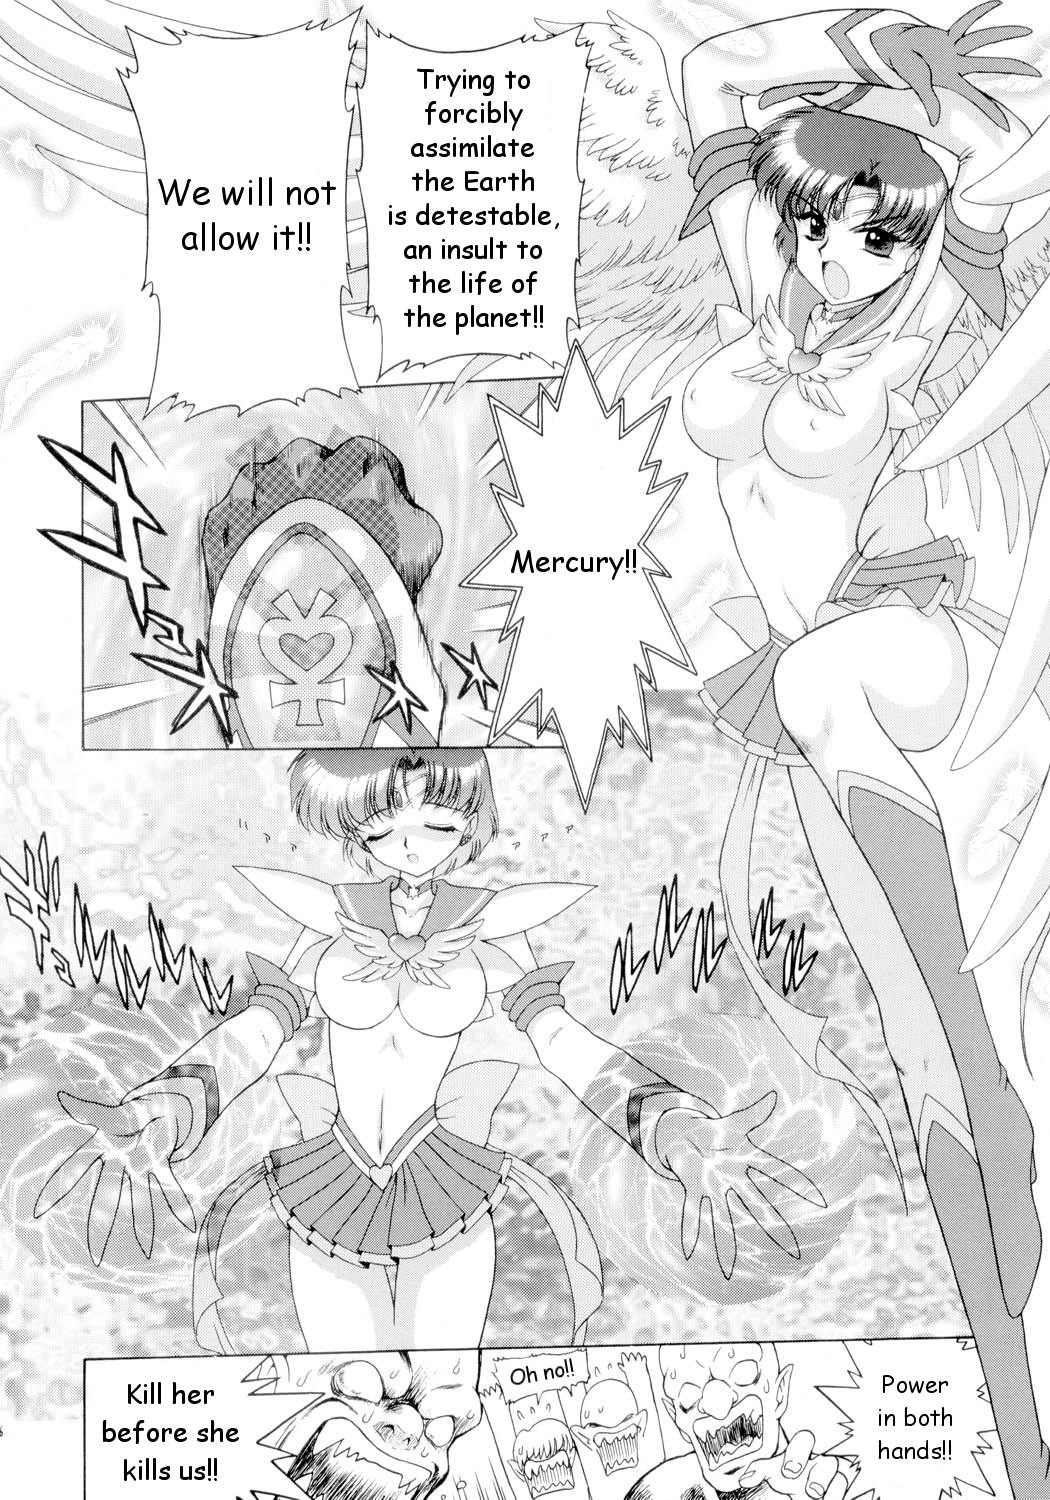 Trying to
forcibly
assimilate
the Earth
is detestable,
an insult to
the life of
the planet!!
We will not
allow it!!
Mercury!!
Power
in both
hands!!
Oh no!!
Kill her
before she
kills us!!